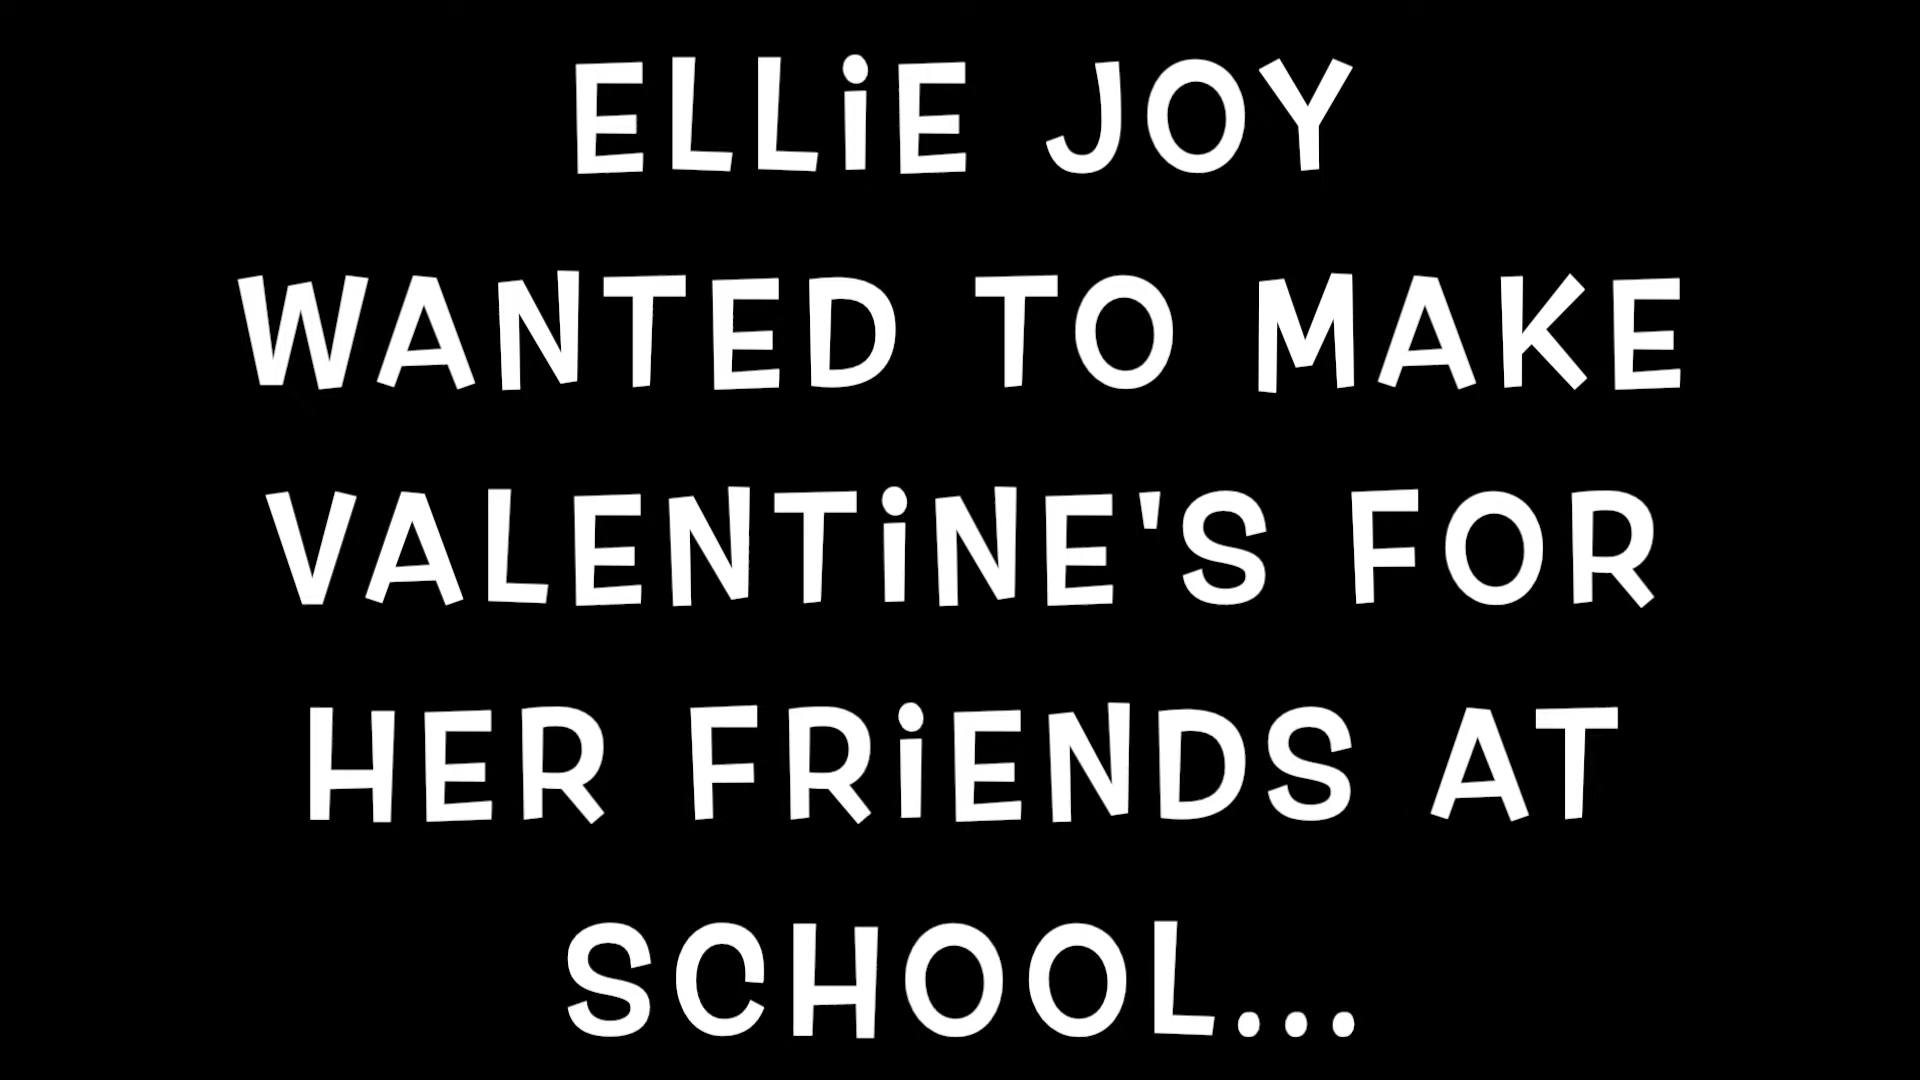 ELLiE JOY
WANTED TO MAKE
VALENTiNE'S FOR
HER FRiENDS AT
SCHOOL...